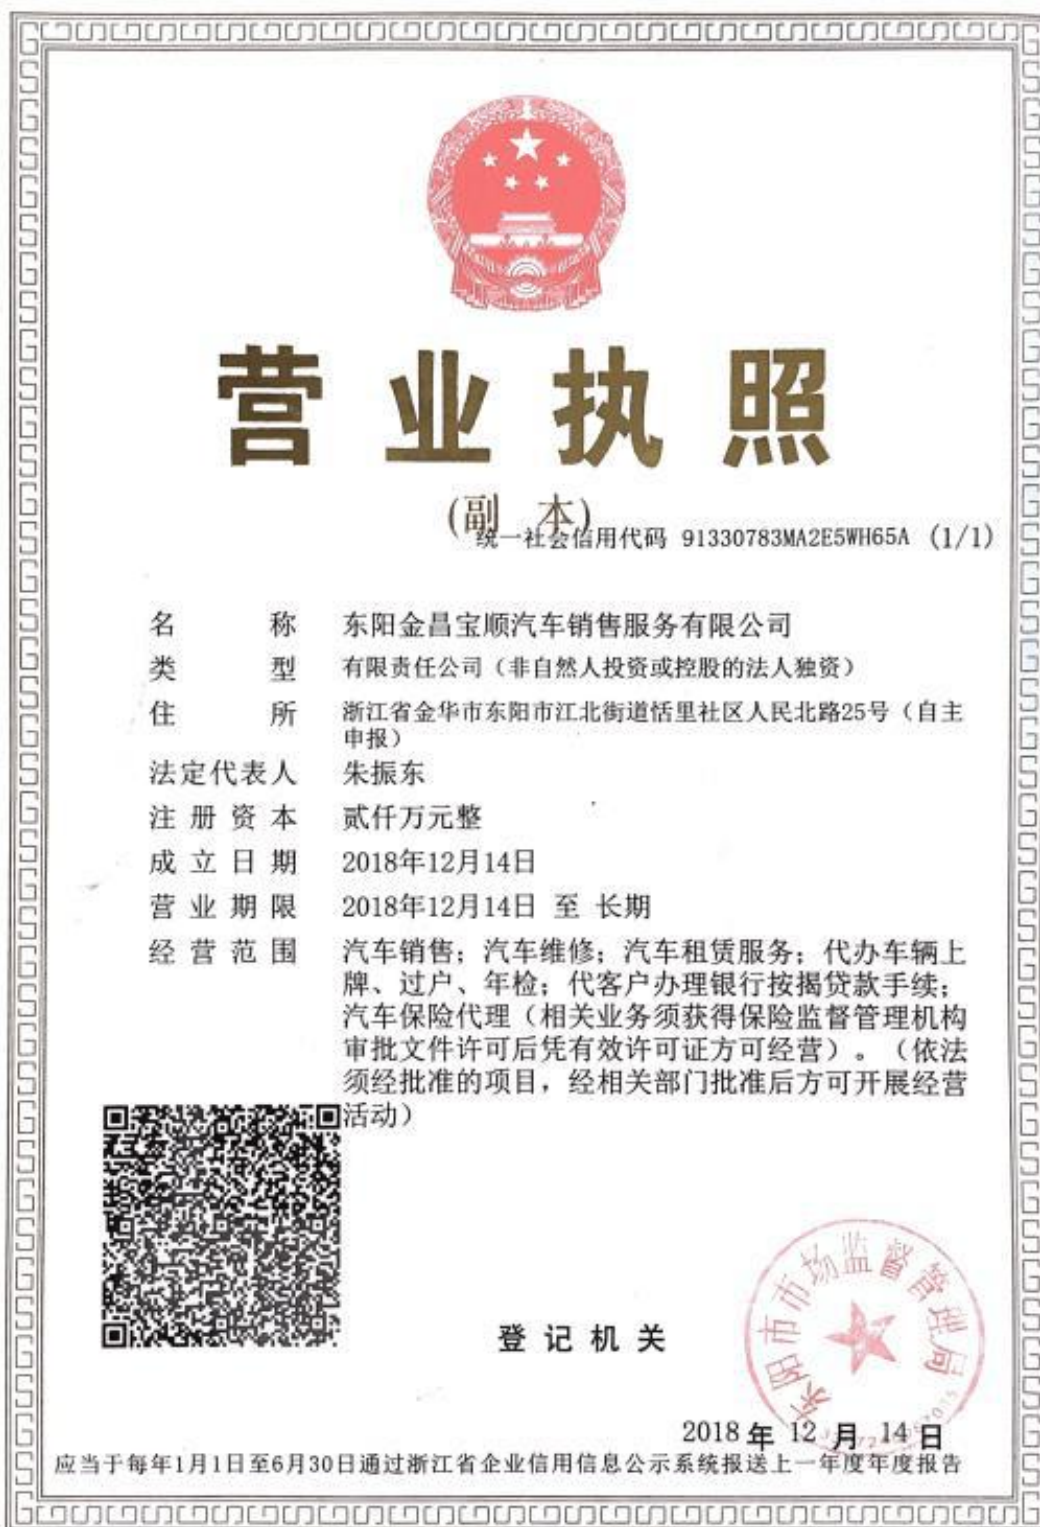 营业执照
(副 本)
统一社会信用代码 91330783MA2E5WH65A (1/1)
名 称 东阳金昌宝顺汽车销售服务有限公司
类 型 有限责任公司（非自然人投资或控股的法人独资）
住 所 浙江省金华市东阳市江北街道恬里社区人民北路25号（自主
申报）
法定代表人 朱振东
注册资本 贰仟万元整
成立日期 2018年12月14日
营业期限 2018年12月14日 至 长期
经营范围 汽车销售；汽车维修；汽车租赁服务；代办车辆上
牌、过户、年检；代客户办理银行按揭贷款手续；
汽车保险代理（相关业务须获得保险监督管理机构
审批文件许可后凭有效许可证方可经营）。（依法
须经批准的项目，经相关部门批准后方可开展经营
活动）
登记机关
东阳市市场监督管理局
2018 年 12 月 14 日
应当于每年1月1日至6月30日通过浙江省企业信用信息公示系统报送上一年度年度报告